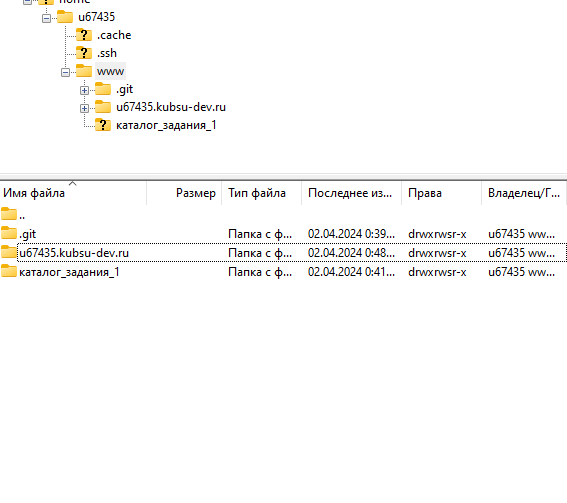 home
u67435
.cache
.ssh
www
.git
u67435.kubsu-dev.ru
каталог_задания_1
Имя файла Размер Тип файла Последнее из... Права Владелец/Г...
..
.git Папка с ф... 02.04.2024 0:39... drwxrwsr-x u67435 ww...
u67435.kubsu-dev.ru Папка с ф... 02.04.2024 0:48... drwxrwsr-x u67435 ww...
каталог_задания_1 Папка с ф... 02.04.2024 0:41... drwxrwsr-x u67435 ww...